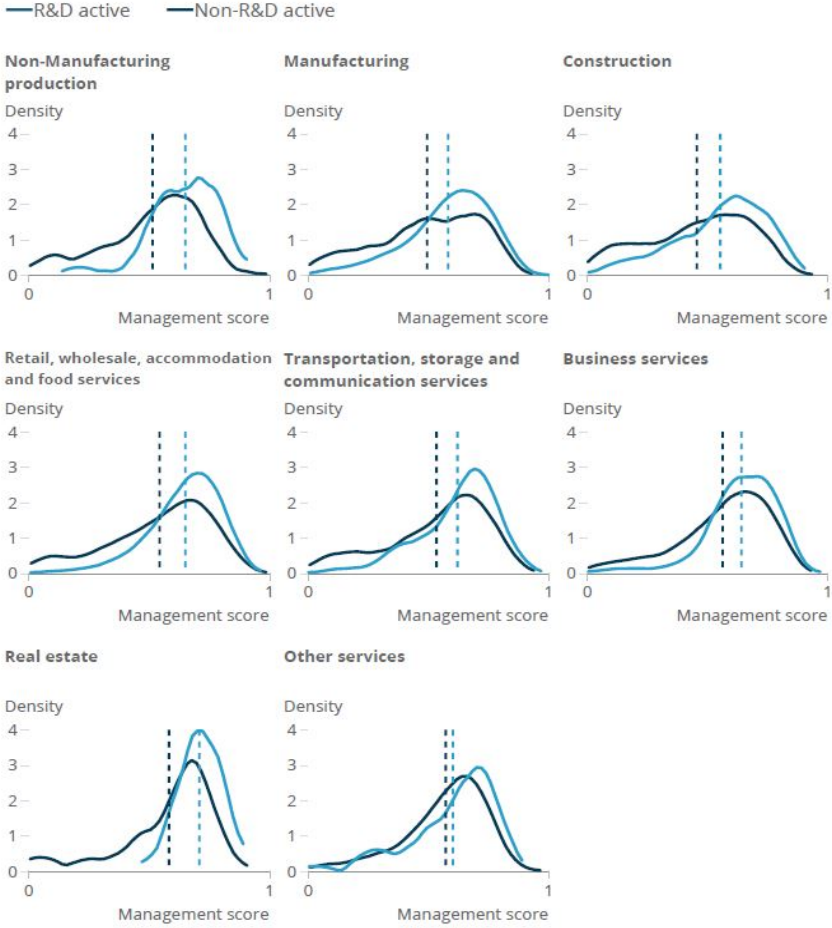 R&D active Non-R&D active
Non-Manufacturing
production
Density
4
3
2
1
0
0 1
Management score
Manufacturing
Density
4
3
2
1
0
0 1
Management score
Construction
Density
4
3
2
1
0
0 1
Management score
Retail, wholesale, accommodation
and food services
Density
4
3
2
1
0
0 1
Management score
Transportation, storage and
communication services
Density
4
3
2
1
0
0 1
Management score
Business services
Density
4
3
2
1
0
0 1
Management score
Real estate
Density
4
3
2
1
0
0 1
Management score
Other services
Density
4
3
2
1
0
0 1
Management score